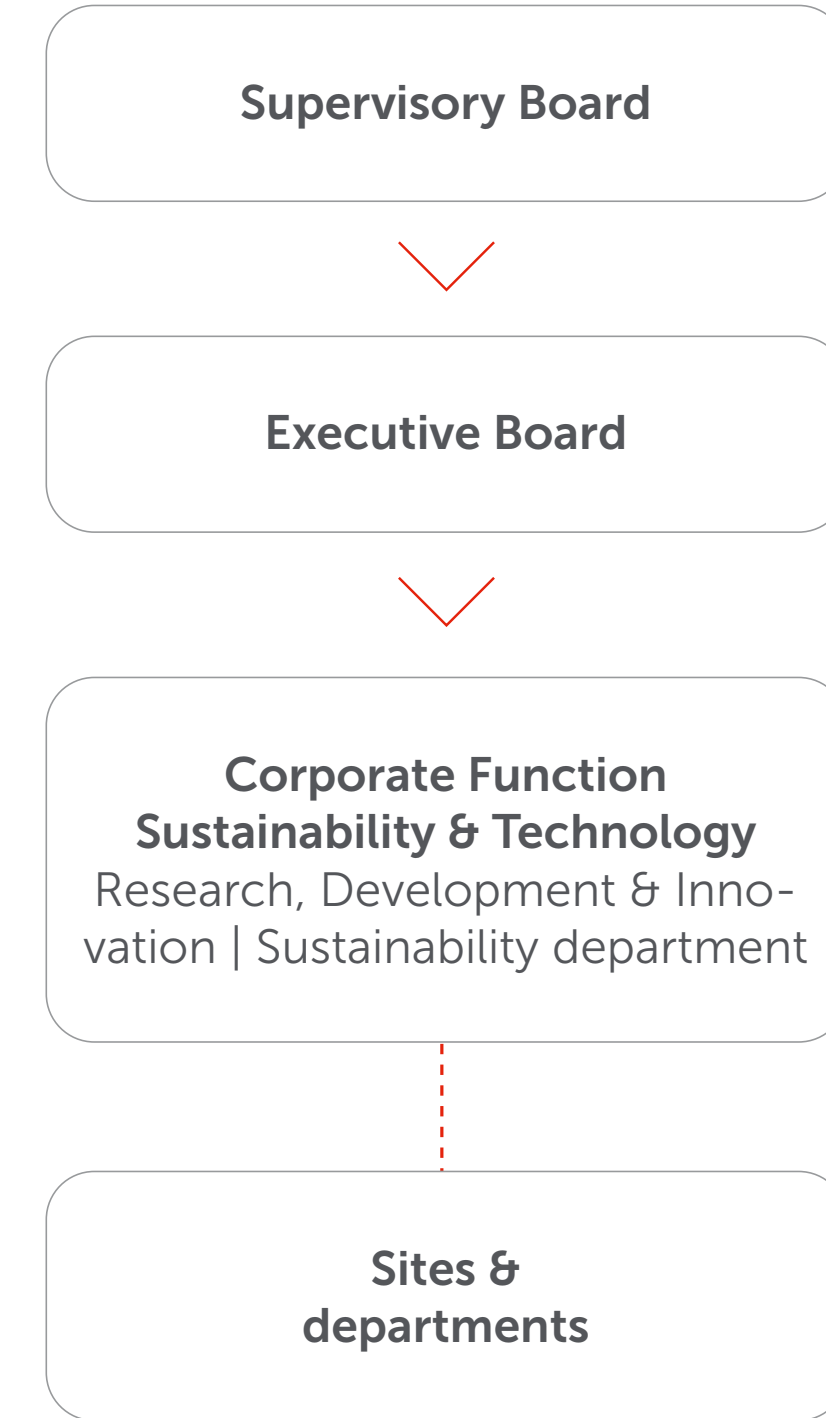 Supervisory Board
Executive Board
Corporate Function
Sustainability & Technology
Research, Development & Inno-
vation | Sustainability department
Sites &
departments